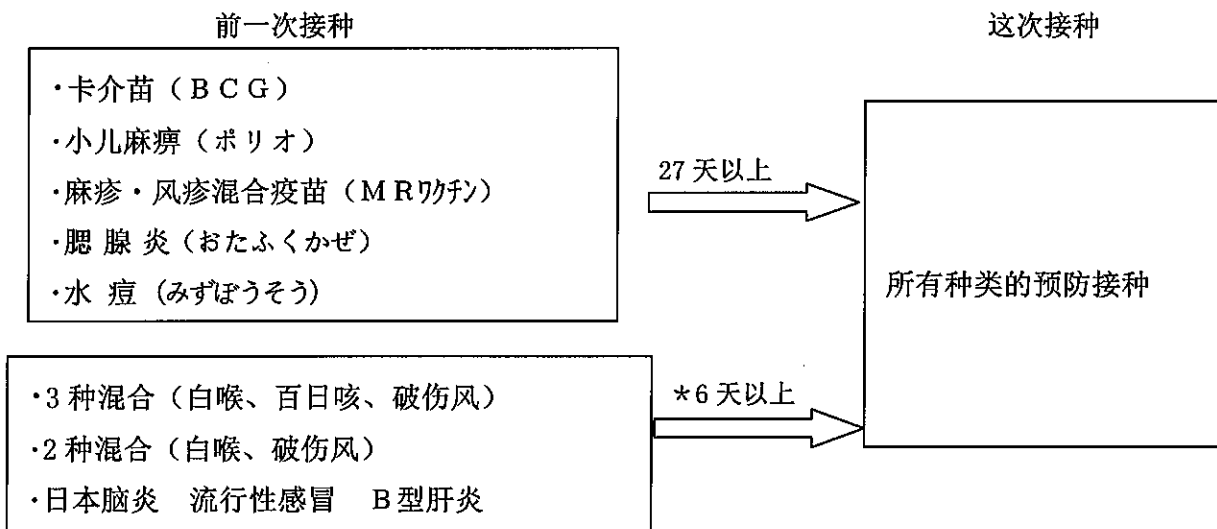 前一次接种
这次接种
・卡介苗（ＢＣＧ）
・小儿麻痹（ポリオ）
・麻疹・风疹混合疫苗（ＭＲﾜｸﾁﾝ）
・腮 腺 炎（おたふくかぜ）
・水 痘 (みずぼうそう)
27 天以上
所有种类的预防接种
・3 种混合（白喉、百日咳、破伤风）
・2 种混合（白喉、破伤风）
・日本脑炎　流行性感冒　Ｂ型肝炎
*6 天以上